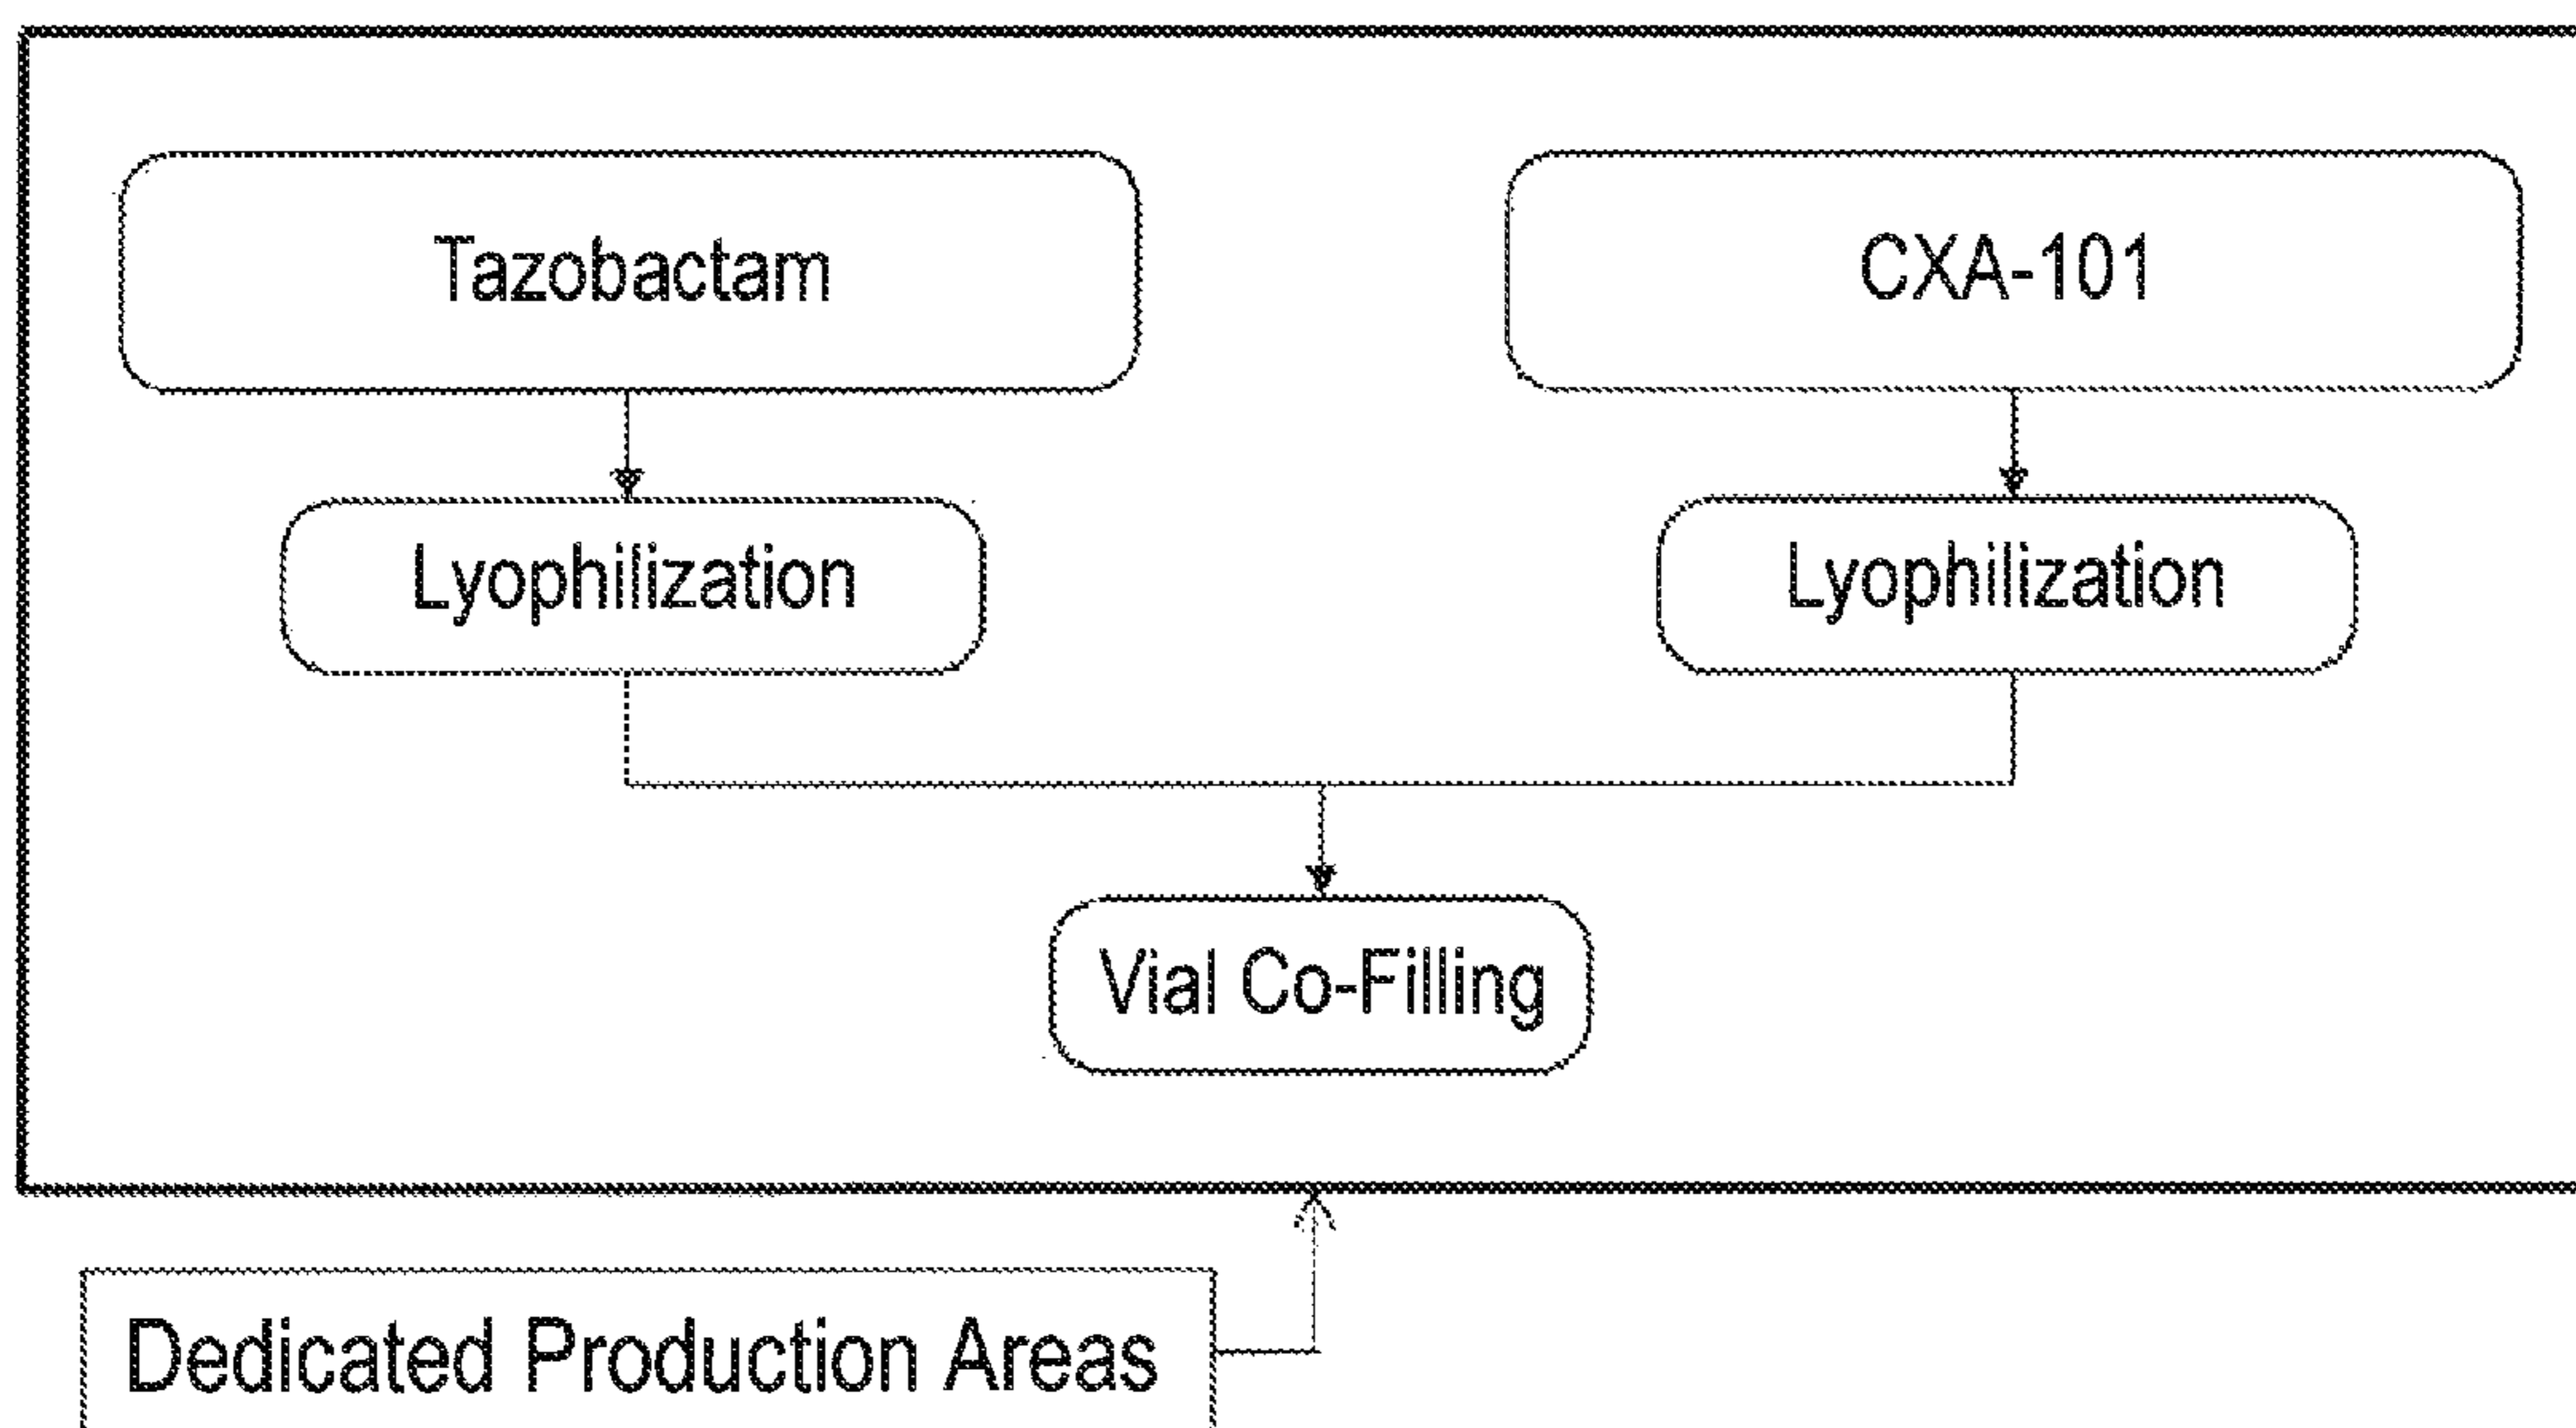 Tazobactam
CXA-101
Lyophilization
Lyophilization
Vial Co-Filling
Dedicated Production Areas